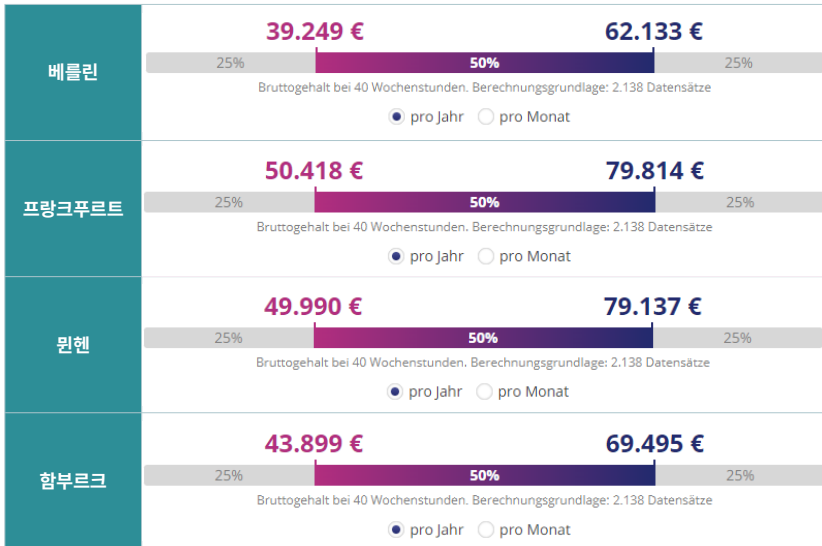 39.249 € 62.133 €
베를린
25% 50% 25%
Bruttogehalt bei 40 Wochenstunden. Berechnungsgrundlage: 2.138 Datensätze
pro Jahr pro Monat
50.418 € 79.814 €
프랑크푸르트
25% 50% 25%
Bruttogehalt bei 40 Wochenstunden. Berechnungsgrundlage: 2.138 Datensätze
pro Jahr pro Monat
49.990 € 79.137 €
뮌헨
25% 50% 25%
Bruttogehalt bei 40 Wochenstunden. Berechnungsgrundlage: 2.138 Datensätze
pro Jahr pro Monat
43.899 € 69.495 €
함부르크
25% 50% 25%
Bruttogehalt bei 40 Wochenstunden. Berechnungsgrundlage: 2.138 Datensätze
pro Jahr pro Monat